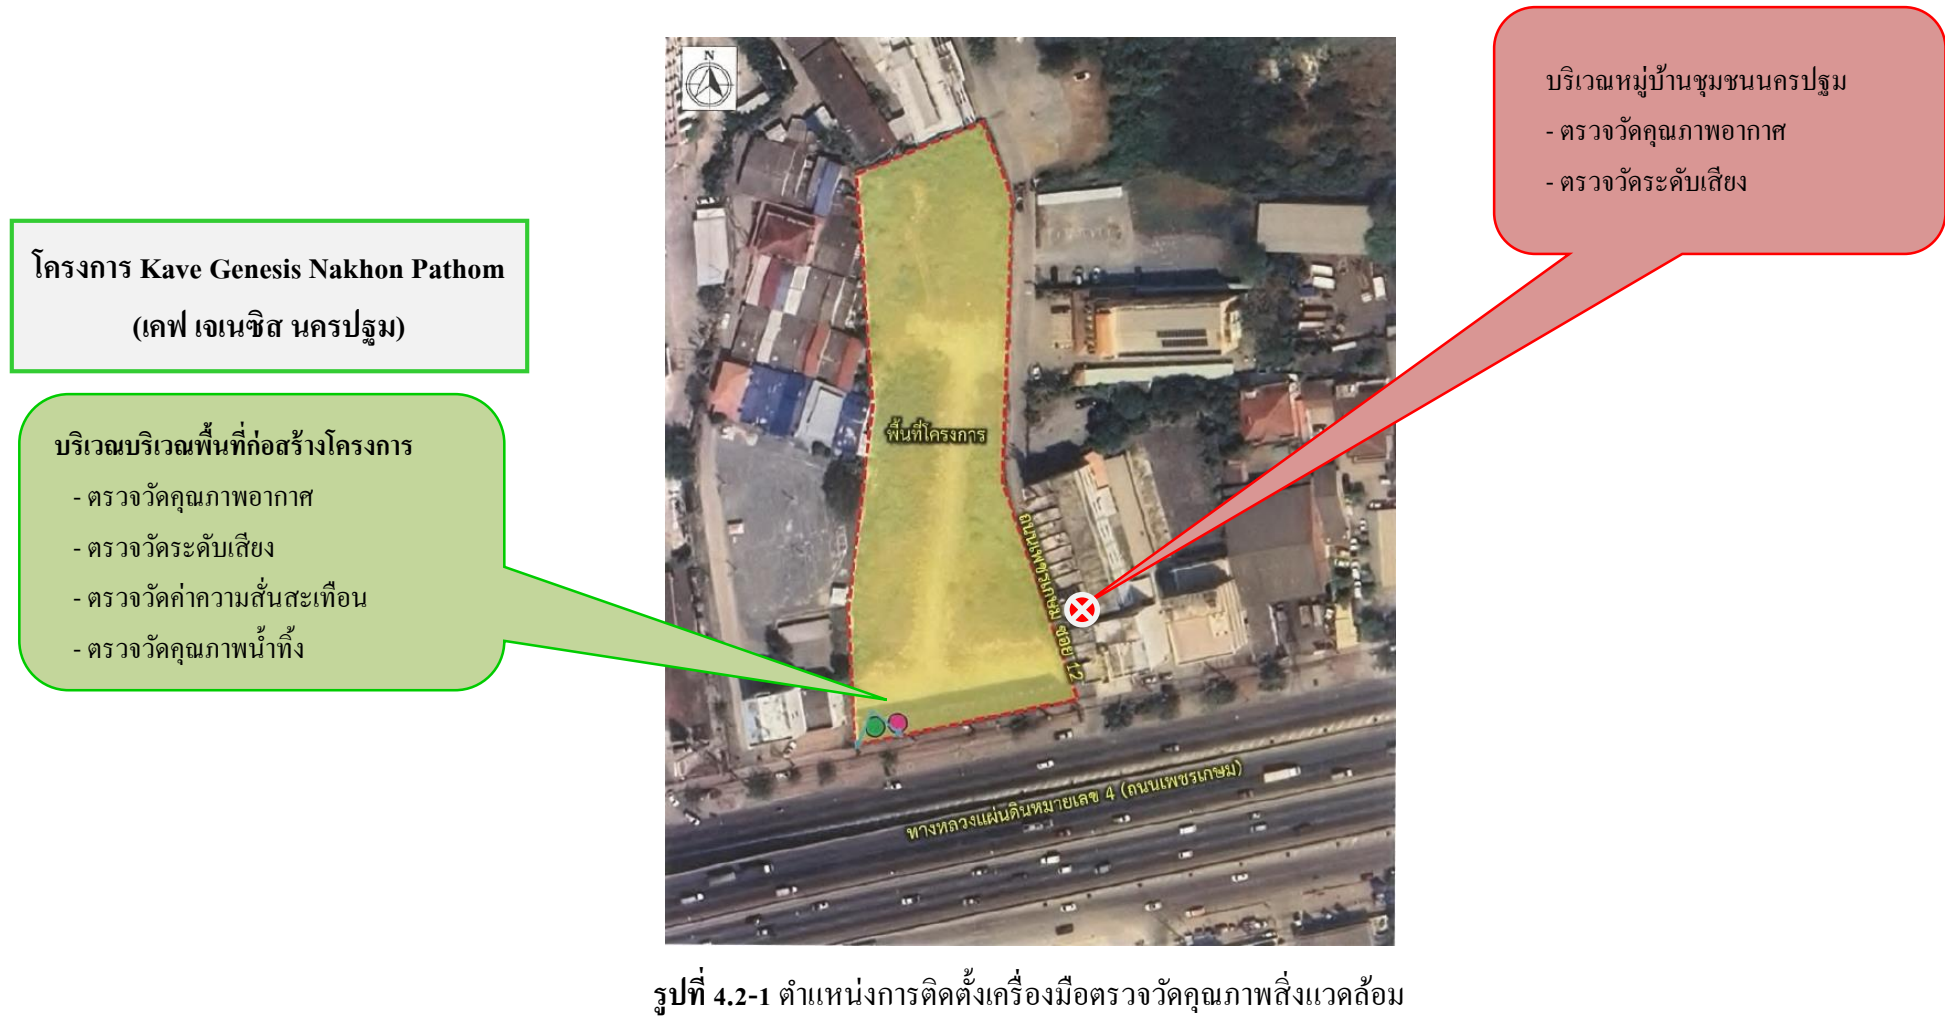 บริเวณหมู่บ้านชุมชนนครปฐม
- ตรวจวัดคุณภาพอากาศ
- ตรวจวัดระดับเสียง
โครงการ Kave Genesis Nakhon Pathom
(เคฟ เจเนซิส นครปฐม)
บริเวณบริเวณพื้นที่ก่อสร้างโครงการ
- ตรวจวัดคุณภาพอากาศ
- ตรวจวัดระดับเสียง
- ตรวจวัดค่าความสั่นสะเทือน
- ตรวจวัดคุณภาพน้ำทิ้ง
N
พื้นที่โครงการ
ถนนเพชรเกษม ซอย 12
ทางหลวงแผ่นดินหมายเลข 4 (ถนนเพชรเกษม)
รูปที่ 4.2-1 ตำแหน่งการติดตั้งเครื่องมือตรวจวัดคุณภาพสิ่งแวดล้อม